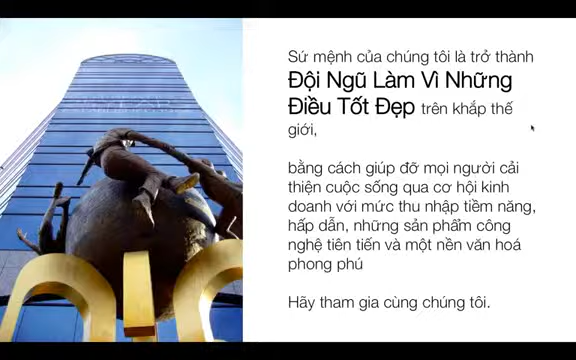 Sứ mệnh của chúng tôi là trở thành
Đội Ngũ Làm Vì Những
Điều Tốt Đẹp trên khắp thế
giới,
bằng cách giúp đỡ mọi người cải
thiện cuộc sống qua cơ hội kinh
doanh với mức thu nhập tiềm năng,
hấp dẫn, những sản phẩm công
nghệ tiên tiến và một nền văn hoá
phong phú
Hãy tham gia cùng chúng tôi.